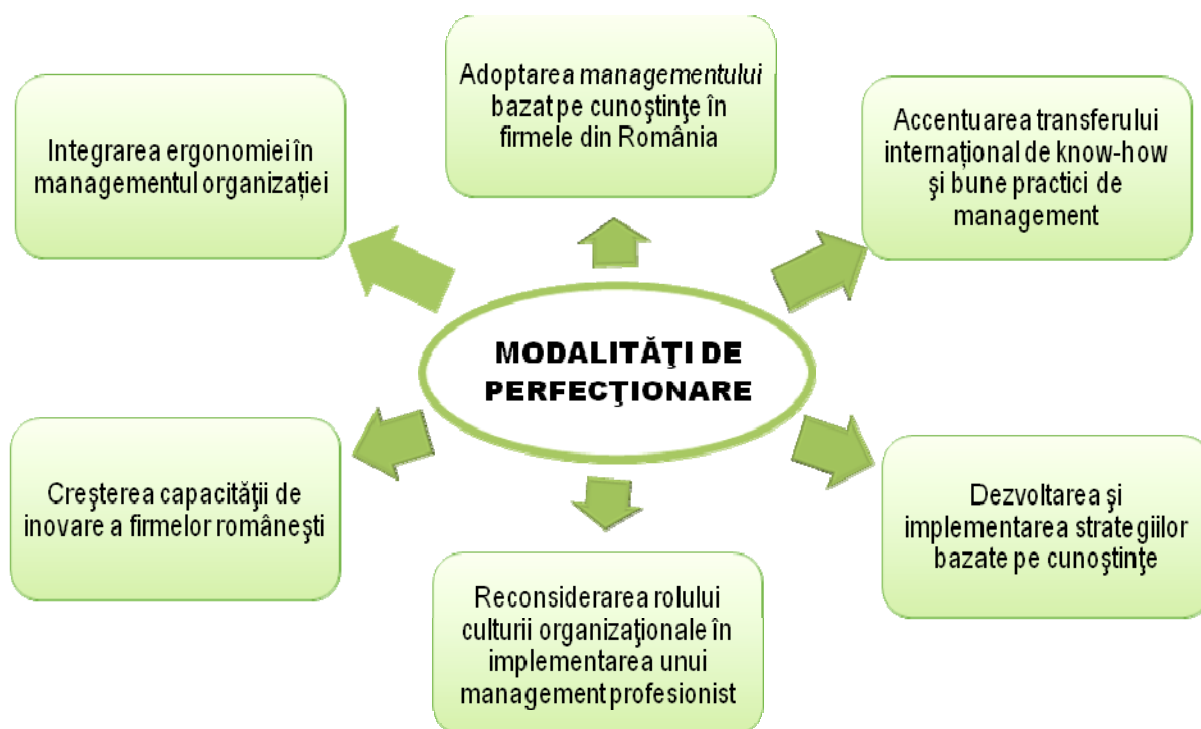 Adoptarea managementului
bazat pe cunoştinţe în
firmele din România
Integrarea ergonomiei în
managementul organizației
Accentuarea transferului
internațional de know-how
şi bune practici de
management
MODALITĂŢI DE
PERFECŢIONARE
Creşterea capacităţii de
inovare a firmelor româneşti
Dezvoltarea şi
implementarea strategiilor
bazate pe cunoştinţe
Reconsiderarea rolului
culturii organizaţionale în
implementarea unui
management profesionist